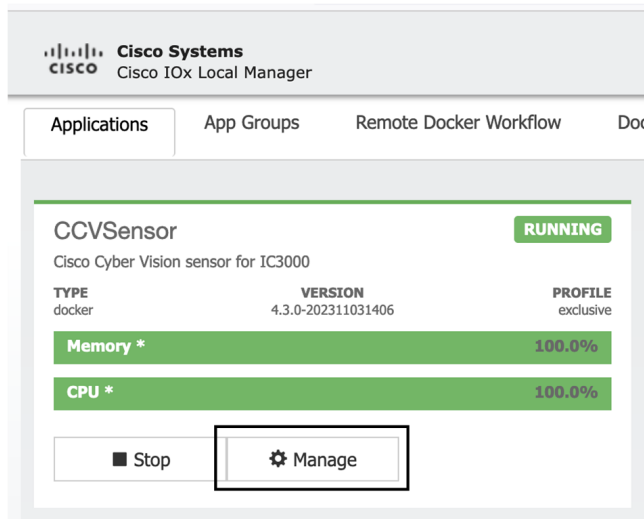 Cisco Systems
CISCO Cisco IOx Local Manager
Applications App Groups Remote Docker Workflow
CCVSensor RUNNING
Cisco Cyber Vision sensor for IC3000
TYPE VERSION PROFILE
docker 4.3.0-202311031406 exclusive
Memory * 100.0%
CPU * 100.0%
Stop Manage